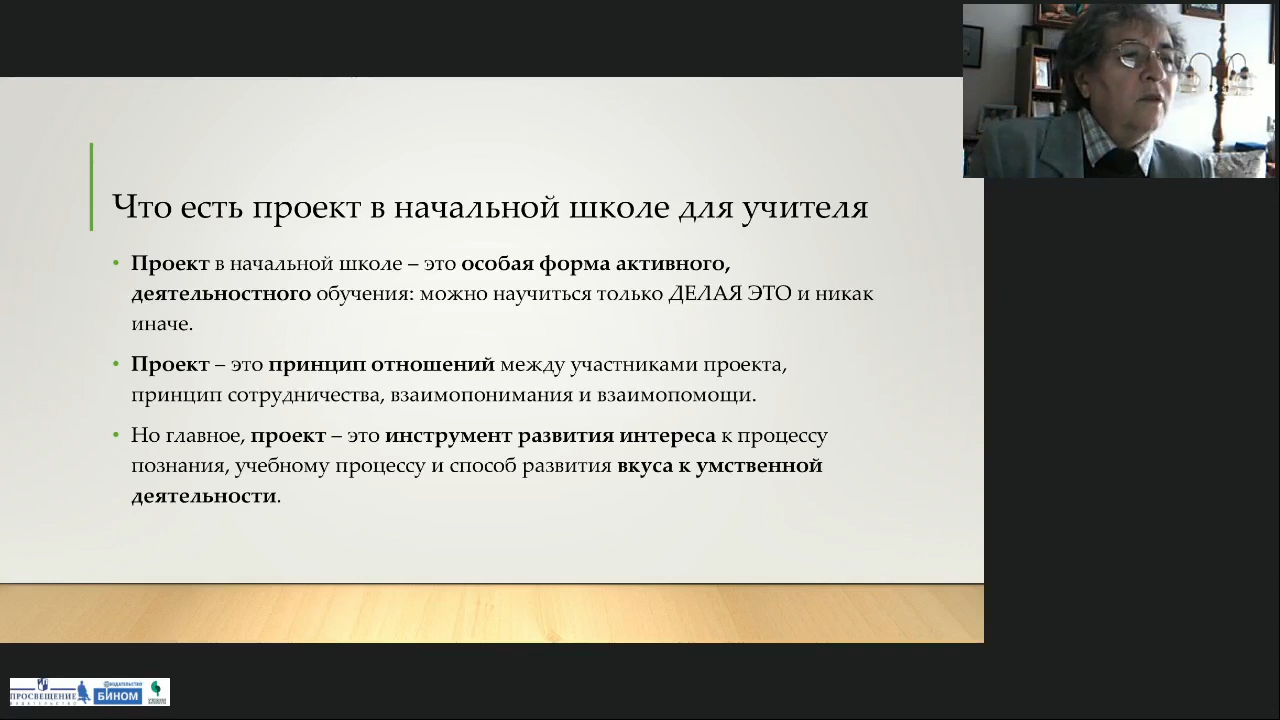 Что есть проект в начальной школе для учителя
• Проект в начальной школе – это особая форма активного,
деятельностного обучения: можно научиться только ДЕЛАЯ ЭТО и никак
иначе.
• Проект – это принцип отношений между участниками проекта,
принцип сотрудничества, взаимопонимания и взаимопомощи.
• Но главное, проект – это инструмент развития интереса к процессу
познания, учебному процессу и способ развития вкуса к умственной
деятельности.
ПРОСВЕЩЕНИЕ
ИЗДАТЕЛЬСТВО
ИЗДАТЕЛЬСТВО
БИНОМ